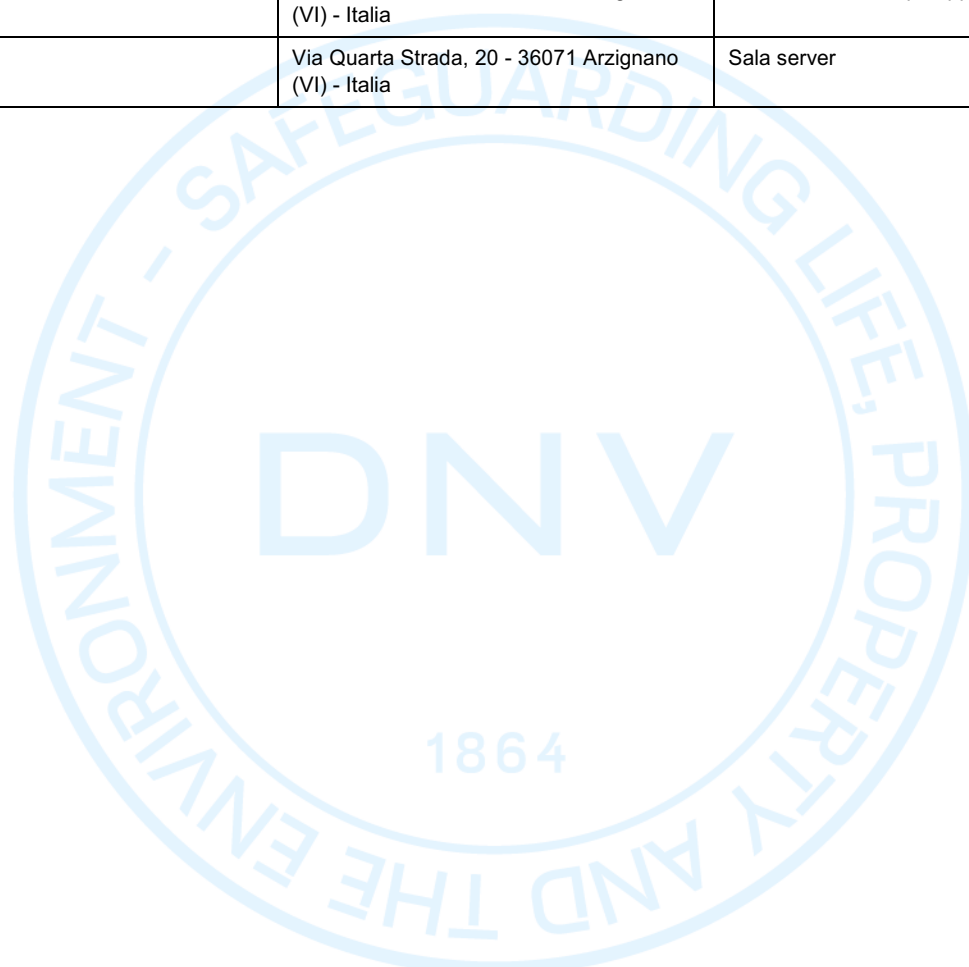 (VI) - Italia
Via Quarta Strada, 20 - 36071 Arzignano
(VI) - Italia
Sala server
SAFEGUARDING LIFE, PROPERTY AND THE ENVIRONMENT -
DNV
1864